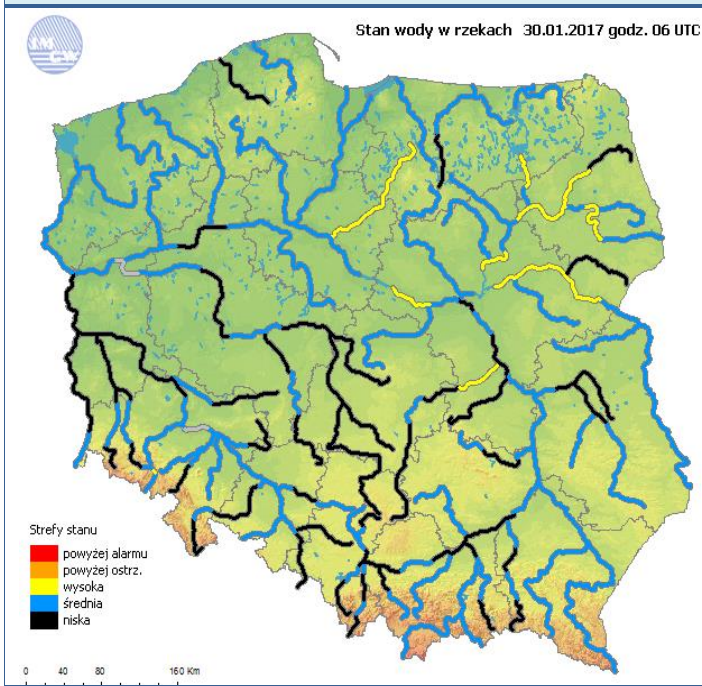 Stan wody w rzekach 30.01.2017 godz. 06 UTC
Strefy stanu
powyżej alarmu
powyżej ostrz.
wysoka
średnia
niska
0 40 80 160 Km